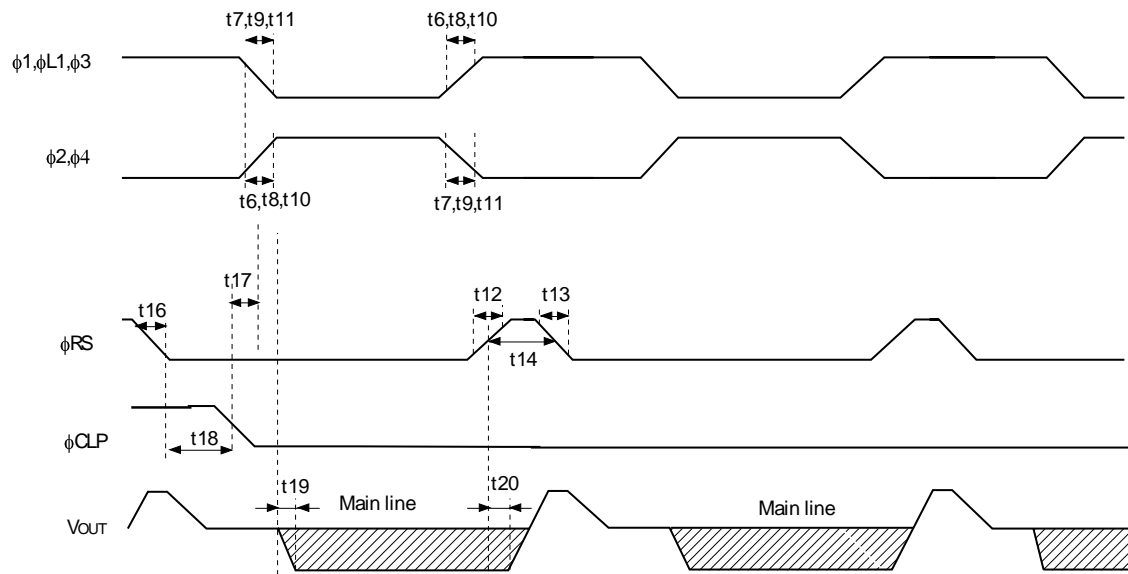 t7,t9,t11
t6,t8,t10
ϕ1,ϕL1,ϕ3
ϕ2,ϕ4
t6,t8,t10
t7,t9,t11
t17
t16
t12
t13
ϕRS
t14
ϕCLP
t18
t19
Main line
t20
Main line
VOUT